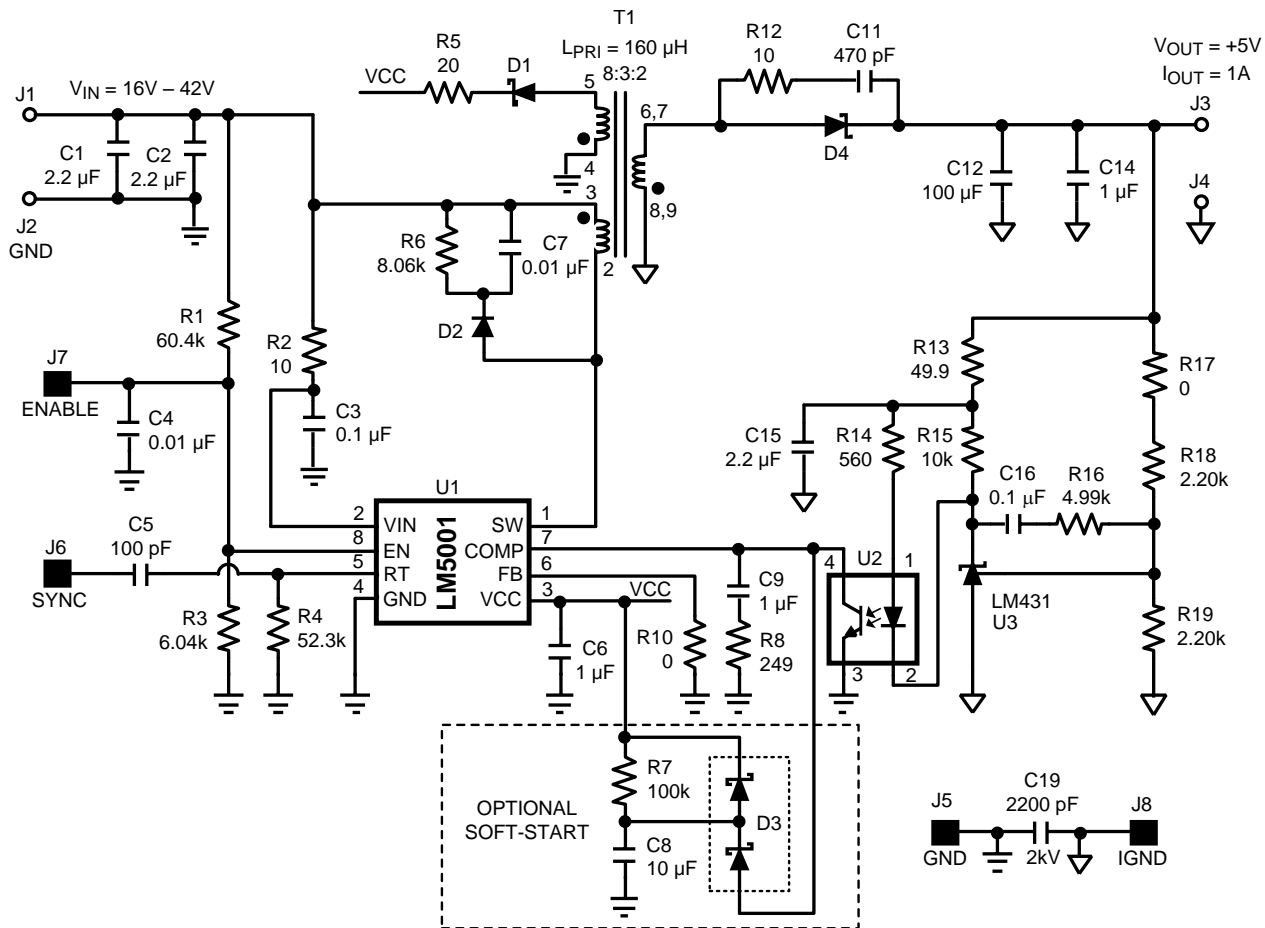 T1
L_PRI = 160 µH
8:3:2
R5
20
D1
VCC
5
4
3
2
6,7
8,9
R12
10
C11
470 pF
D4
V_OUT = +5V
I_OUT = 1A
J3
J4
C12
100 µF
C14
1 µF
J1
V_IN = 16V – 42V
C1
2.2 µF
C2
2.2 µF
J2
GND
R6
8.06k
C7
0.01 µF
D2
R1
60.4k
R2
10
J7
ENABLE
C4
0.01 µF
C3
0.1 µF
R13
49.9
R17
0
C15
2.2 µF
R14
560
R15
10k
R18
2.20k
C16
0.1 µF
R16
4.99k
U1
LM5001
2
VIN
8
EN
5
RT
4
GND
SW
1
COMP
7
FB
6
VCC
3
VCC
C5
100 pF
J6
SYNC
R3
6.04k
R4
52.3k
C6
1 µF
R10
0
C9
1 µF
R8
249
U2
4
1
3
2
LM431
U3
R19
2.20k
OPTIONAL
SOFT-START
R7
100k
C8
10 µF
D3
J5
GND
C19
2200 pF
2kV
J8
IGND